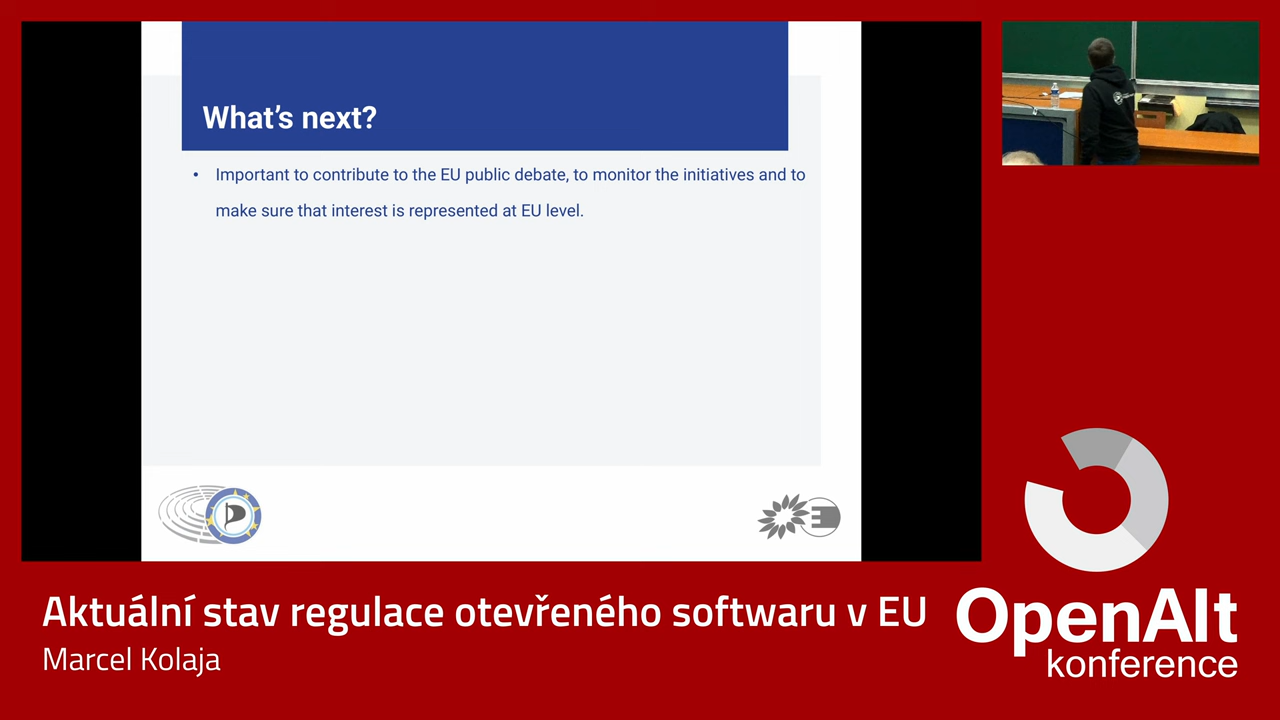 What's next?
• Important to contribute to the EU public debate, to monitor the initiatives and to
make sure that interest is represented at EU level.
Aktuální stav regulace otevřeného softwaru v EU
Marcel Kolaja
OpenAlt
konference